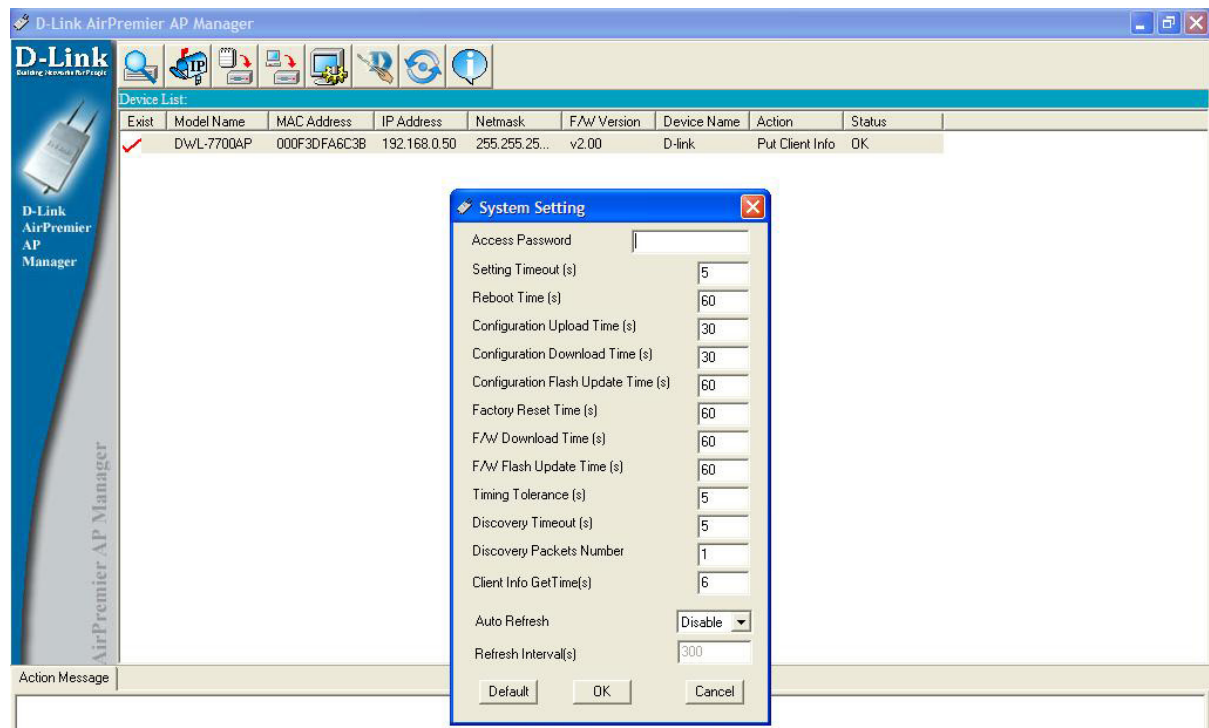 D-Link AirPremier AP Manager
D-Link
Building Networks for People
IP
Device List:
Exist Model Name MAC Address IP Address Netmask F/W Version Device Name Action Status
DWL-7700AP 000F3DFA6C3B 192.168.0.50 255.255.25... v2.00 D-link Put Client Info OK
D-Link
AirPremier
AP
Manager
AirPremier AP Manager
System Setting
Access Password
Setting Timeout (s) 5
Reboot Time (s) 60
Configuration Upload Time (s) 30
Configuration Download Time (s) 30
Configuration Flash Update Time (s) 60
Factory Reset Time (s) 60
F/W Download Time (s) 60
F/W Flash Update Time (s) 60
Timing Tolerance (s) 5
Discovery Timeout (s) 5
Discovery Packets Number 1
Client Info GetTime(s) 6
Auto Refresh Disable
Refresh Interval(s) 300
Default OK Cancel
Action Message